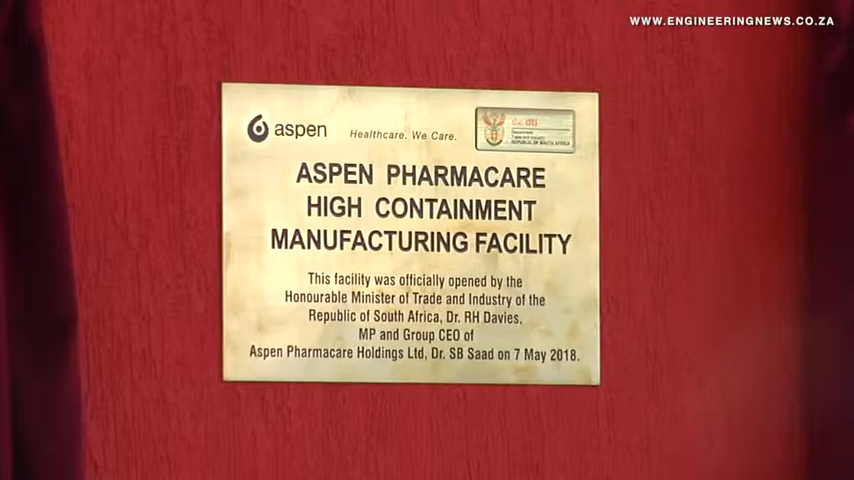 WWW.ENGINEERINGNEWS.CO.ZA
aspen
Healthcare. We Care.
the dti
Department:
Trade and Industry
REPUBLIC OF SOUTH AFRICA
ASPEN PHARMACARE
HIGH CONTAINMENT
MANUFACTURING FACILITY
This facility was officially opened by the
Honourable Minister of Trade and Industry of the
Republic of South Africa, Dr. RH Davies,
MP and Group CEO of
Aspen Pharmacare Holdings Ltd, Dr. SB Saad on 7 May 2018.